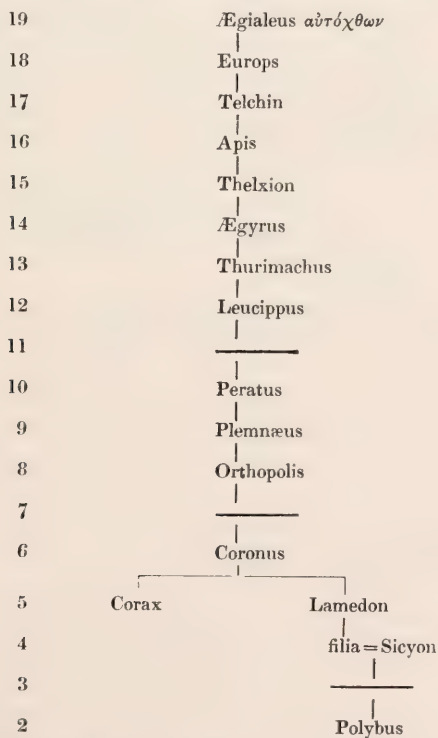 19 Ægialeus αὐτόχθων
18 Europs
17 Telchin
16 Apis
15 Thelxion
14 Ægyrus
13 Thurimachus
12 Leucippus
11
10 Peratus
9 Plemnæus
8 Orthopolis
7
6 Coronus
5 Corax Lamedon
4 filia = Sicyon
3
2 Polybus